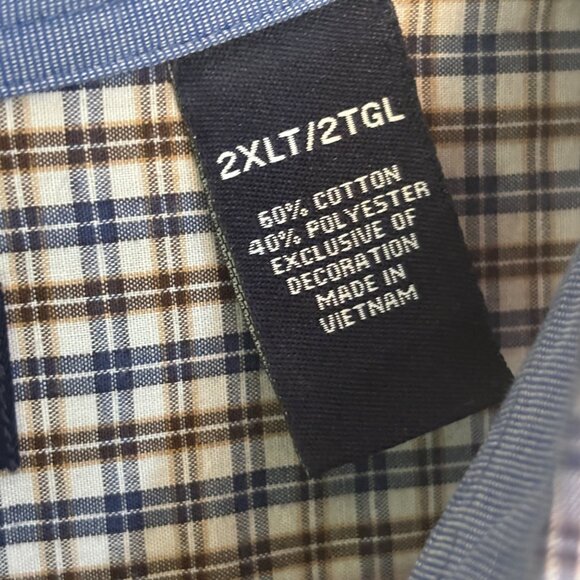 2XLT/2TGL
60% COTTON
40% POLYESTER
EXCLUSIVE OF
DECORATION
MADE IN
VIETNAM